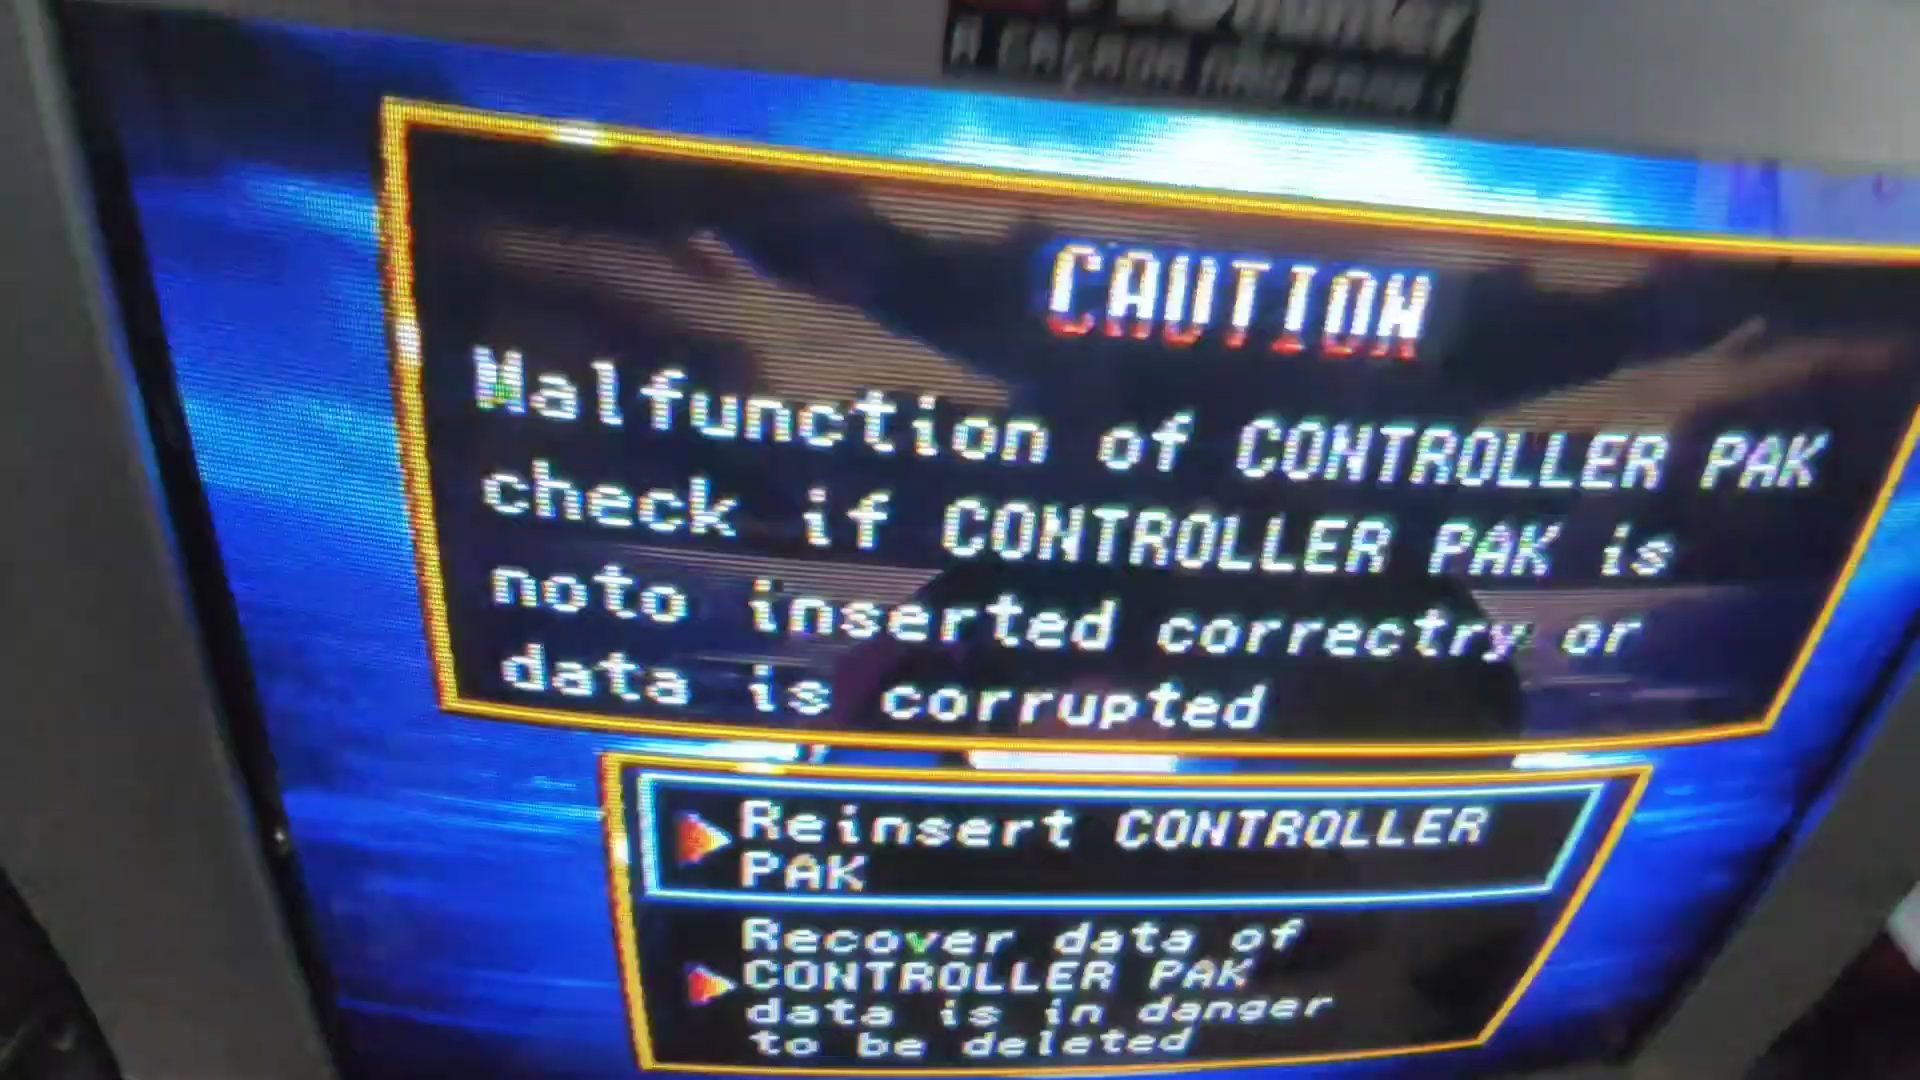 CAUTION
Malfunction of CONTROLLER PAK
check if CONTROLLER PAK is
noto inserted correctry or
data is corrupted
Reinsert CONTROLLER
PAK
Recover data of
CONTROLLER PAK
data is in danger
to be deleted